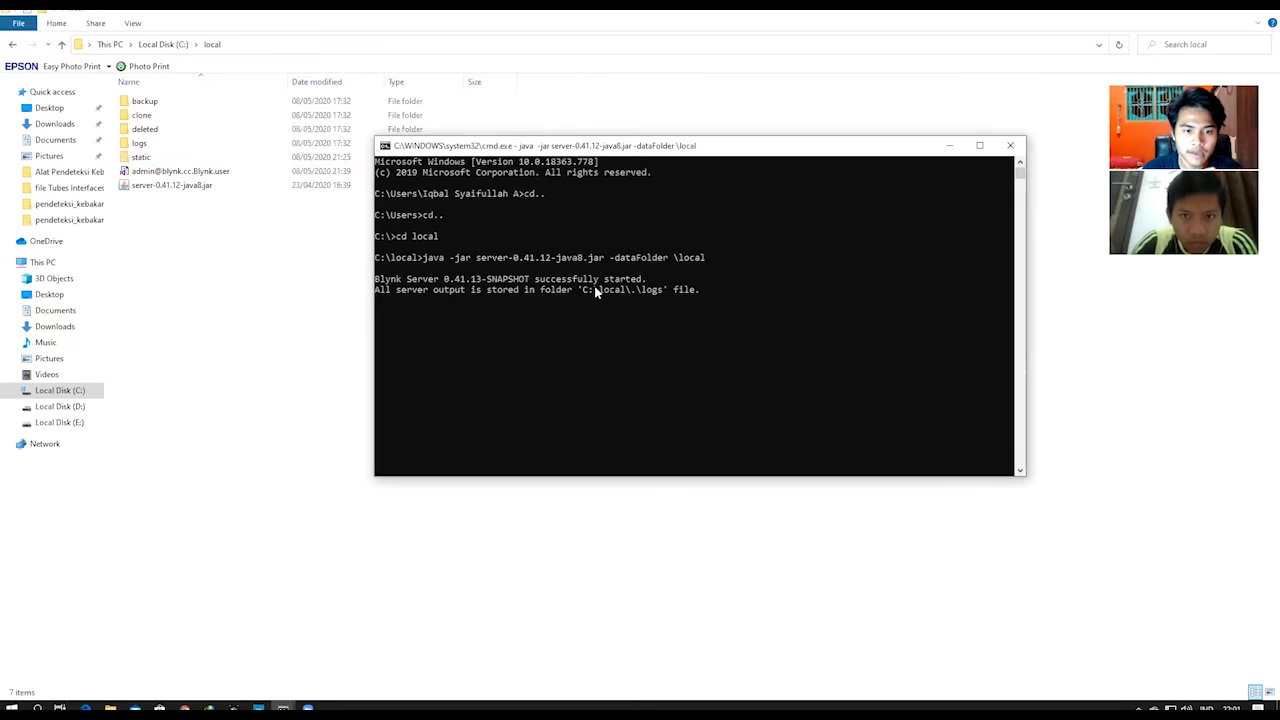 File Home Share View
This PC > Local Disk (C:) > local
Search local
EPSON Easy Photo Print Photo Print
Name Date modified Type Size
Quick access
Desktop
Downloads
Documents
Pictures
Alat Pendeteksi Keb
file Tubes Interfaces
pendeteksi_kebakar
pendeteksi_kebakar
OneDrive
This PC
3D Objects
Desktop
Documents
Downloads
Music
Pictures
Videos
Local Disk (C:)
Local Disk (D:)
Local DIsk (E:)
Network
backup 08/05/2020 17:32 File folder
clone 08/05/2020 17:32 File folder
deleted 08/05/2020 17:32 File folder
logs 08/05/2020 17:32
static 08/05/2020 21:25
admin@blynk.cc.Blynk.user 08/05/2020 21:39
server-0.41.12-java8.jar 23/04/2020 16:39
C:\WINDOWS\system32\cmd.exe - java -jar server-0.41.12-java8.jar -dataFolder \local
Microsoft Windows [Version 10.0.18363.778]
(c) 2019 Microsoft Corporation. All rights reserved.
C:\Users\Iqbal Syaifullah A>cd..
C:\Users>cd..
C:\>cd local
C:\local>java -jar server-0.41.12-java8.jar -dataFolder \local
Blynk Server 0.41.13-SNAPSHOT successfully started.
All server output is stored in folder 'C:\local\.\logs' file.
7 items
IND 22:01